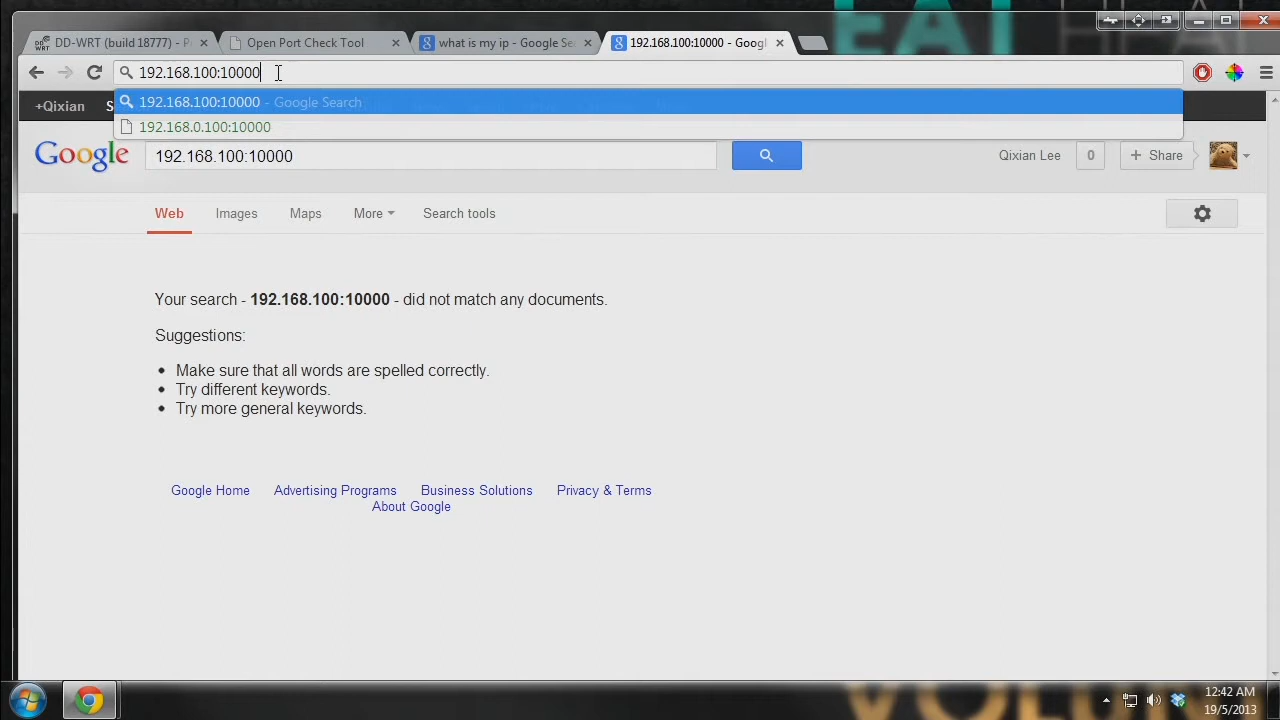 EAT HEA
DD-WRT (build 18777) - P
Open Port Check Tool
what is my ip - Google Sea
192.168.100:10000 - Googl
192.168.100:10000
192.168.100:10000 - Google Search
192.168.0.100:10000
+Qixian S
Google
192.168.100:10000
Qixian Lee
0
+ Share
Web
Images
Maps
More
Search tools
Your search - 192.168.100:10000 - did not match any documents.
Suggestions:
Make sure that all words are spelled correctly.
Try different keywords.
Try more general keywords.
Google Home
Advertising Programs
Business Solutions
Privacy & Terms
About Google
12:42 AM
19/5/2013